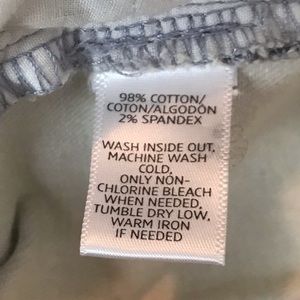 98% COTTON/
COTON/ALGODÓN
2% SPANDEX
WASH INSIDE OUT,
MACHINE WASH
COLD,
ONLY NON-
CHLORINE BLEACH
WHEN NEEDED,
TUMBLE DRY LOW.
WARM IRON
IF NEEDED